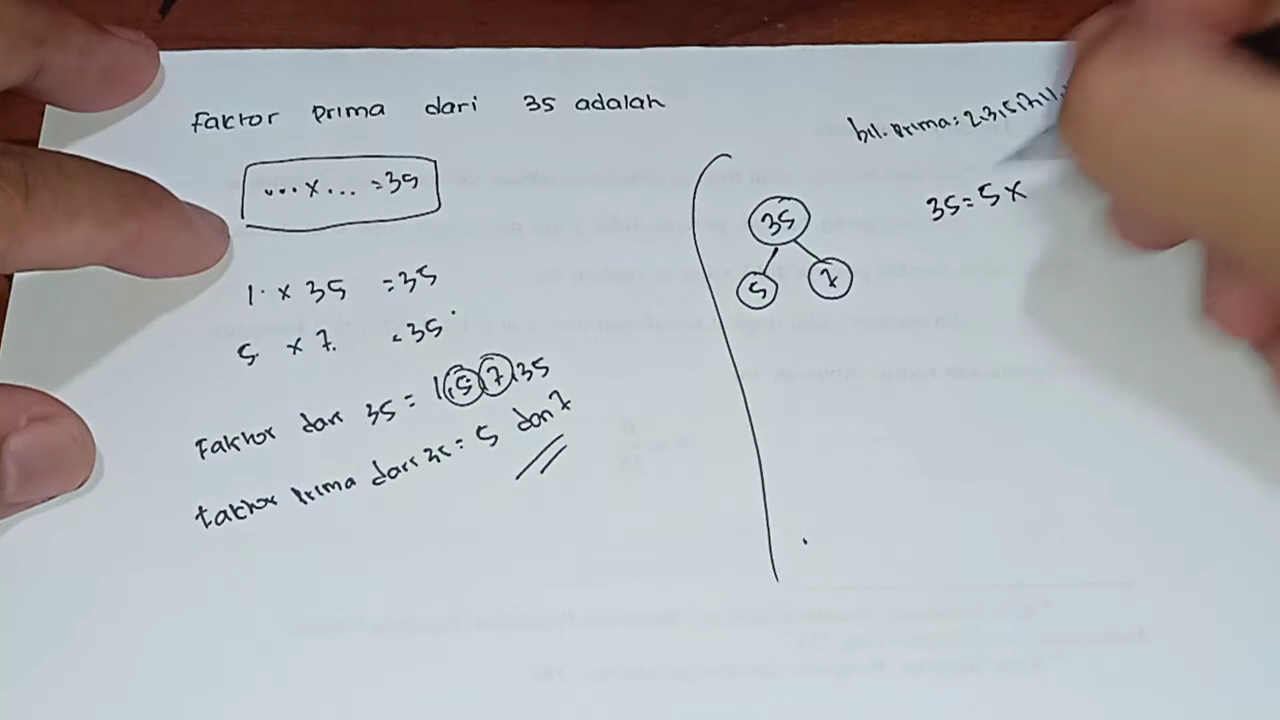 Faktor prima dari 35 adalah
... x ... = 35
1 x 35 = 35
5 x 7 = 35
Faktor dari 35 = 1, 5, 7, 35
faktor prima dari 35 = 5 dan 7
bil. prima: 2,3,5,7,11,
35
5 7
35 = 5 x